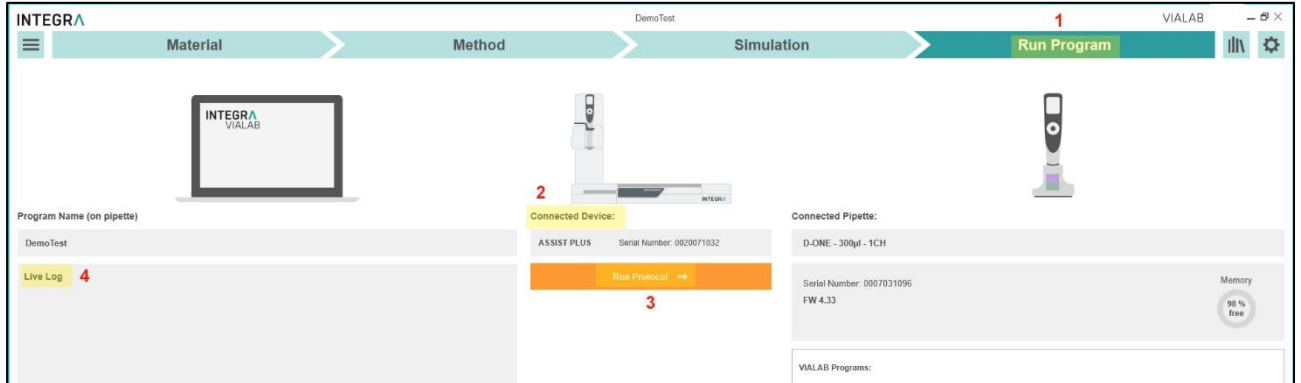 INTEGRA
DemoTest
1
VIALAB
Material
Method
Simulation
Run Program
INTEGRA
VIALAB
INTEGRA
2
Program Name (on pipette)
Connected Device:
Connected Pipette:
DemoTest
ASSIST PLUS Serial Number: 0020071032
D-ONE - 300µl - 1CH
Live Log 4
Run Protocol →
3
Serial Number: 0007031096
FW 4.33
Memory
98 %
free
VIALAB Programs: